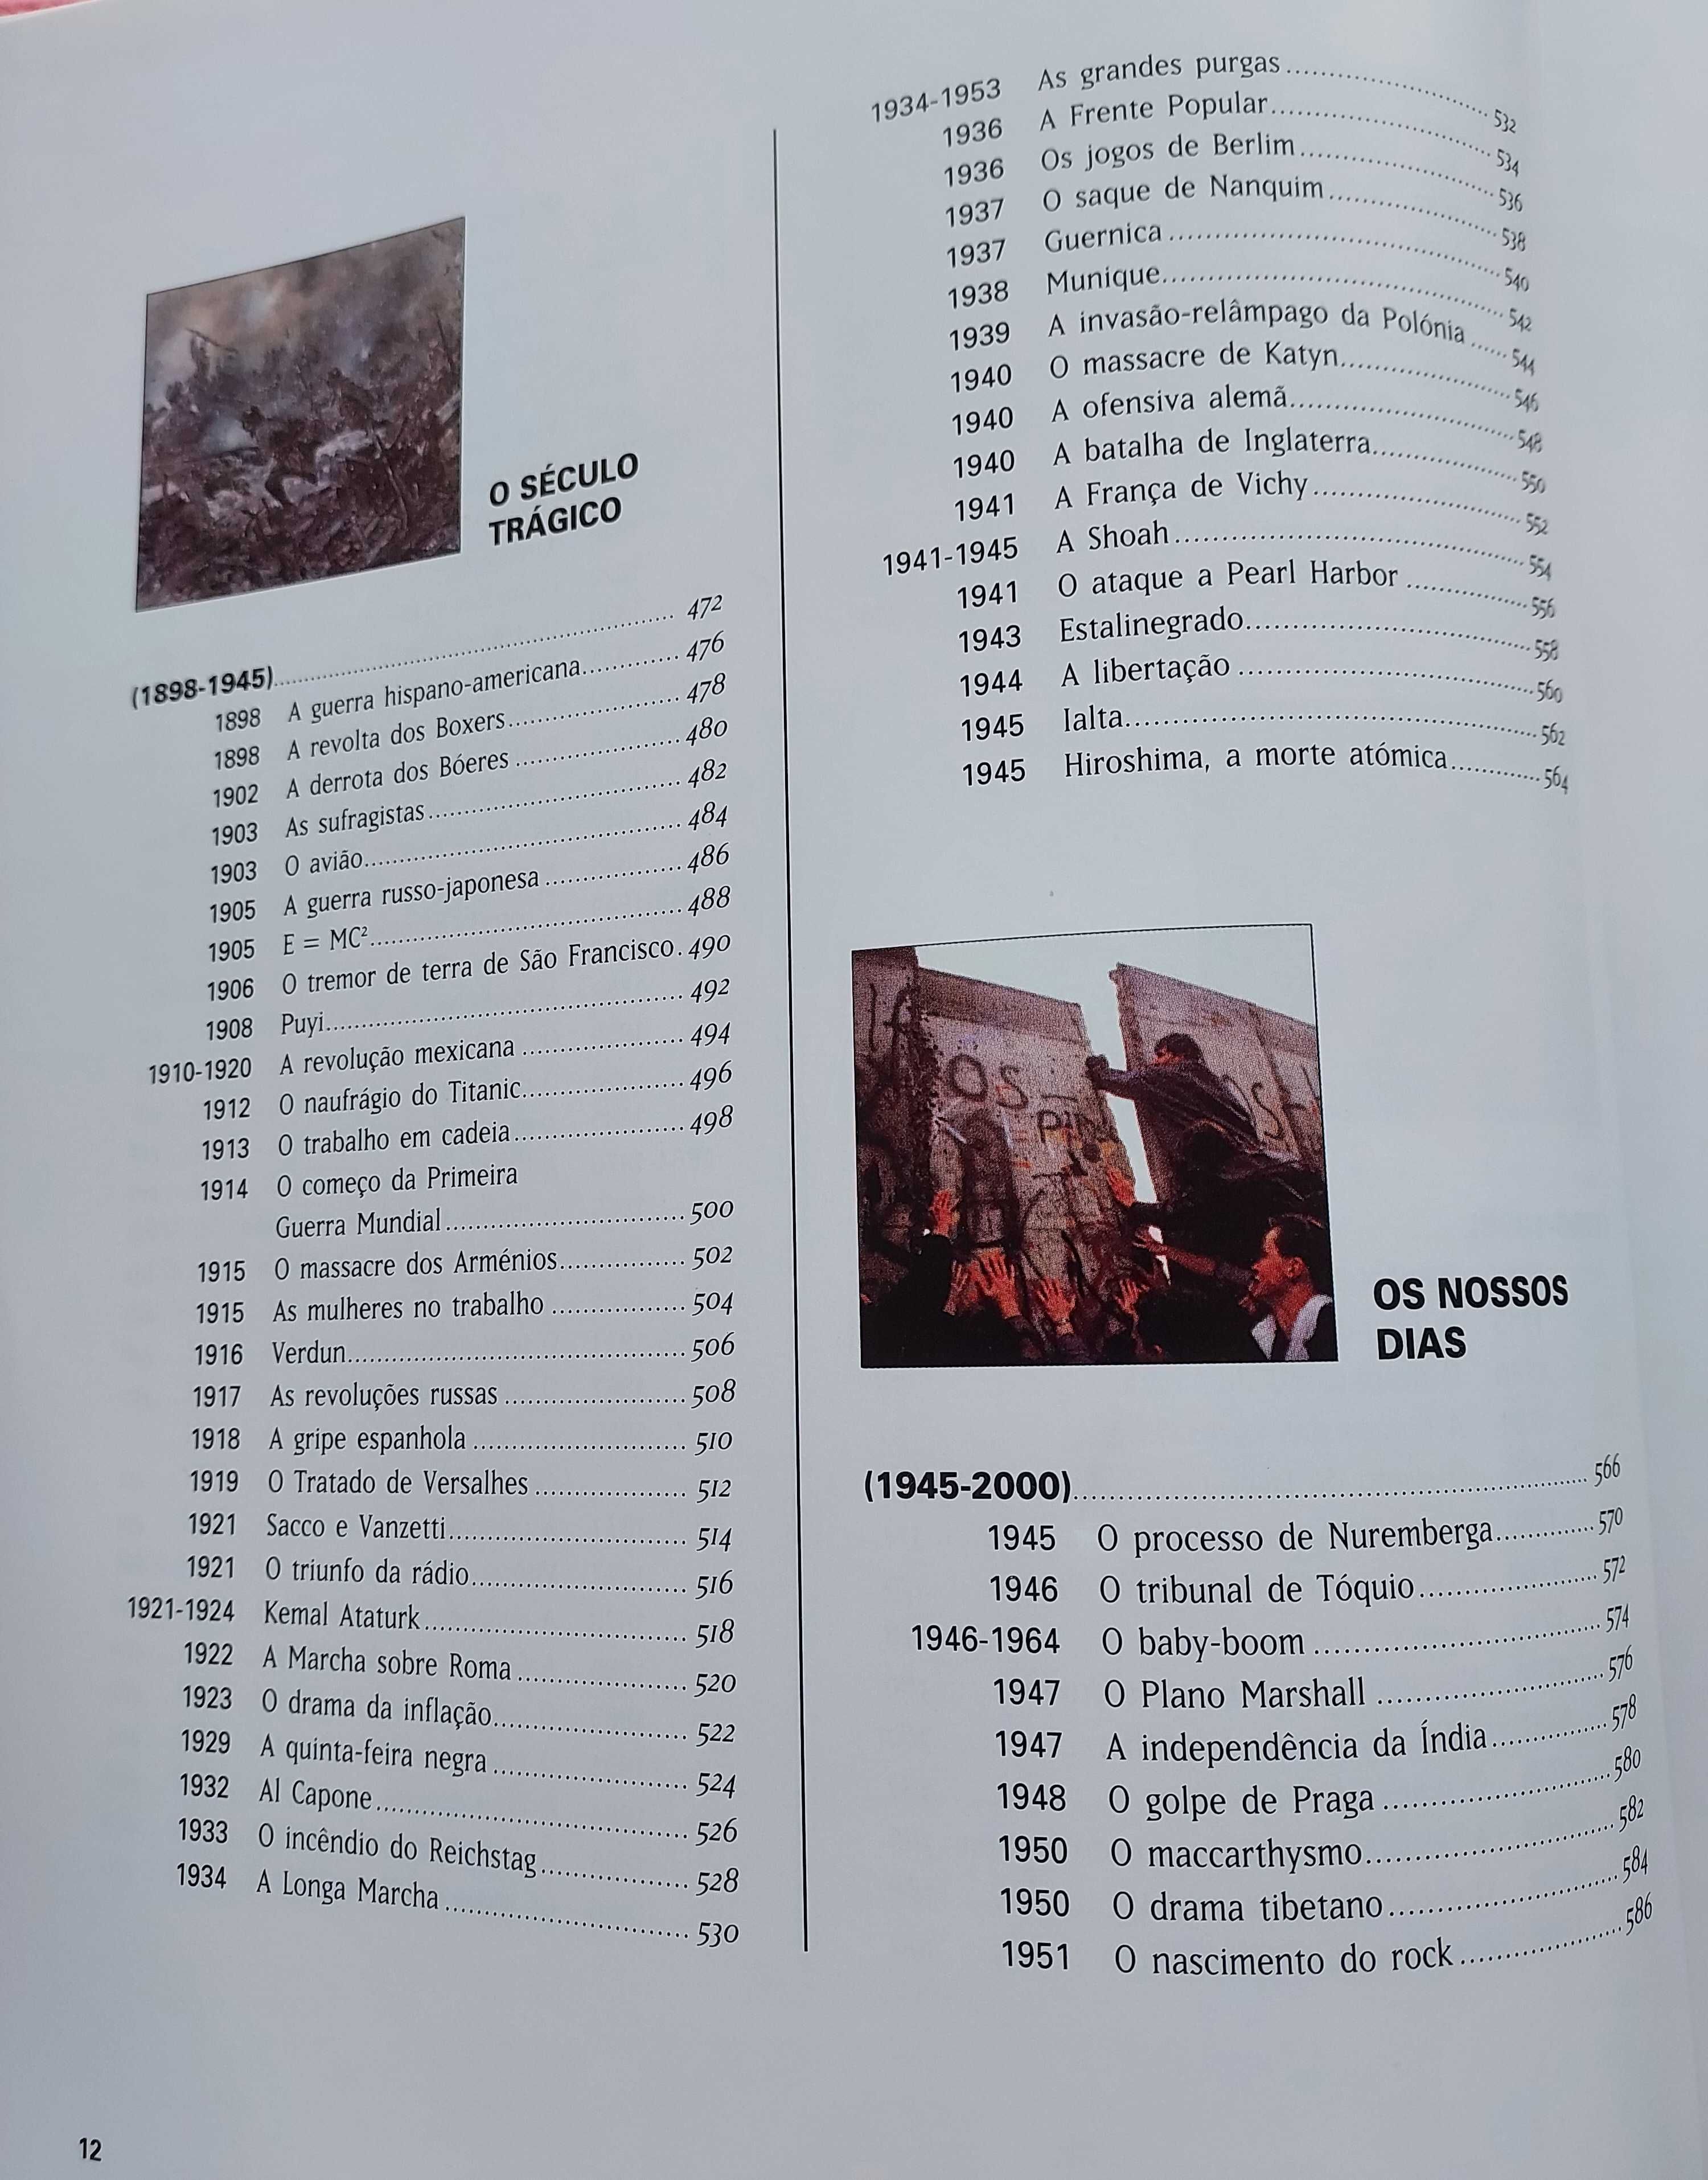 O SÉCULO
TRÁGICO
(1898-1945)........ 472
1898 A guerra hispano-americana........ 476
1898 A revolta dos Boxers........ 478
1902 A derrota dos Bóeres........ 480
1903 As sufragistas........ 482
1903 O avião........ 484
1905 A guerra russo-japonesa........ 486
1905 E = MC²........ 488
1906 O tremor de terra de São Francisco. 490
1908 Puyi........ 492
1910-1920 A revolução mexicana........ 494
1912 O naufrágio do Titanic........ 496
1913 O trabalho em cadeia........ 498
1914 O começo da Primeira
Guerra Mundial........ 500
1915 O massacre dos Arménios........ 502
1915 As mulheres no trabalho........ 504
1916 Verdun........ 506
1917 As revoluções russas........ 508
1918 A gripe espanhola........ 510
1919 O Tratado de Versalhes........ 512
1921 Sacco e Vanzetti........ 514
1921 O triunfo da rádio........ 516
1921-1924 Kemal Ataturk........ 518
1922 A Marcha sobre Roma........ 520
1923 O drama da inflação........ 522
1929 A quinta-feira negra........ 524
1932 Al Capone........ 526
1933 O incêndio do Reichstag........ 528
1934 A Longa Marcha........ 530
1934-1953 As grandes purgas........ 532
1936 A Frente Popular........ 534
1936 Os jogos de Berlim........ 536
1937 O saque de Nanquim........ 538
1937 Guernica........ 540
1938 Munique........ 542
1939 A invasão-relâmpago da Polónia........ 544
1940 O massacre de Katyn........ 546
1940 A ofensiva alemã........ 548
1940 A batalha de Inglaterra........ 550
1941 A França de Vichy........ 552
1941-1945 A Shoah........ 554
1941 O ataque a Pearl Harbor........ 556
1943 Estalinegrado........ 558
1944 A libertação........ 560
1945 Ialta........ 562
1945 Hiroshima, a morte atómica........ 564
OS
OS NOSSOS
DIAS
(1945-2000)........ 566
1945 O processo de Nuremberga........ 570
1946 O tribunal de Tóquio........ 572
1946-1964 O baby-boom........ 574
1947 O Plano Marshall........ 576
1947 A independência da Índia........ 578
1948 O golpe de Praga........ 580
1950 O maccarthysmo........ 582
1950 O drama tibetano........ 584
1951 O nascimento do rock........ 586
12